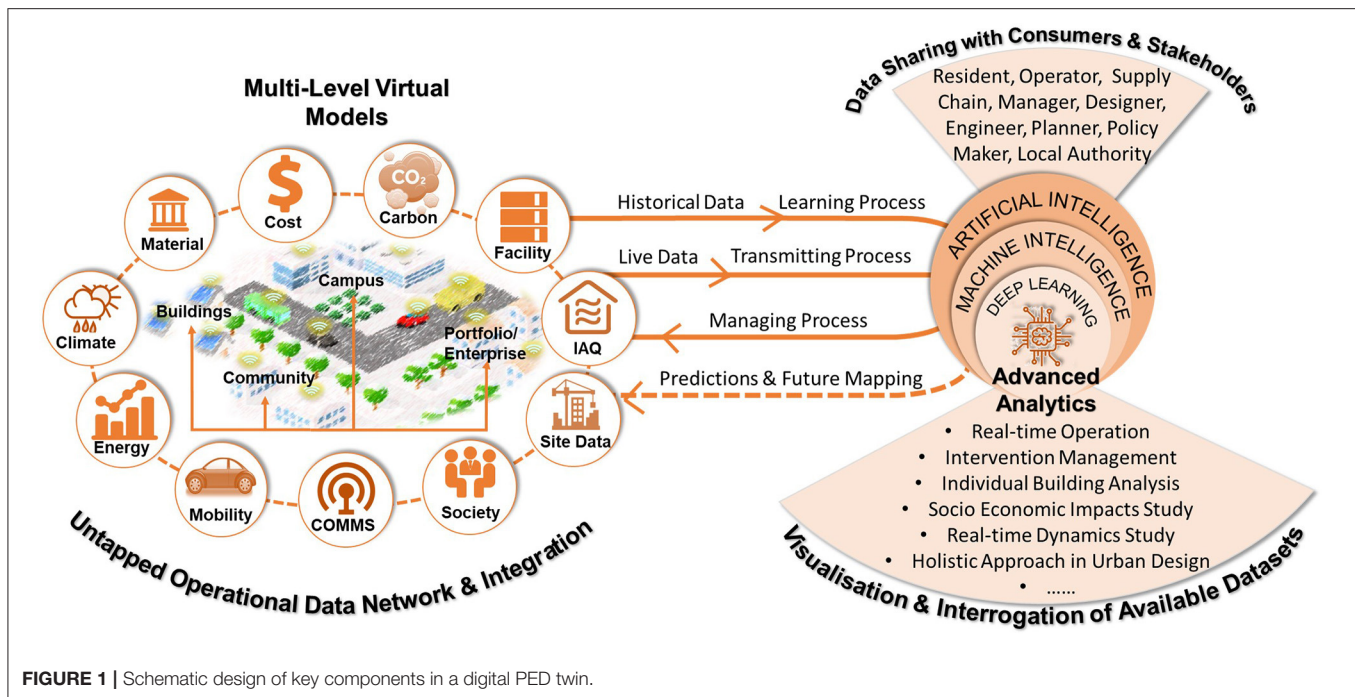 Multi-Level Virtual
Models
Cost
CO₂
Carbon
Material
Facility
Climate
Buildings
Campus
Community
Portfolio/
Enterprise
IAQ
Energy
Site Data
Mobility
COMMS
Society
Untapped Operational Data Network & Integration
Historical Data
Learning Process
Live Data
Transmitting Process
Managing Process
Predictions & Future Mapping
Data Sharing with Consumers & Stakeholders
Resident, Operator, Supply
Chain, Manager, Designer,
Engineer, Planner, Policy
Maker, Local Authority
ARTIFICIAL INTELLIGENCE
MACHINE INTELLIGENCE
DEEP LEARNING
Advanced
Analytics
• Real-time Operation
• Intervention Management
• Individual Building Analysis
• Socio Economic Impacts Study
• Real-time Dynamics Study
• Holistic Approach in Urban Design
• ......
Visualisation & Interrogation of Available Datasets
FIGURE 1 | Schematic design of key components in a digital PED twin.